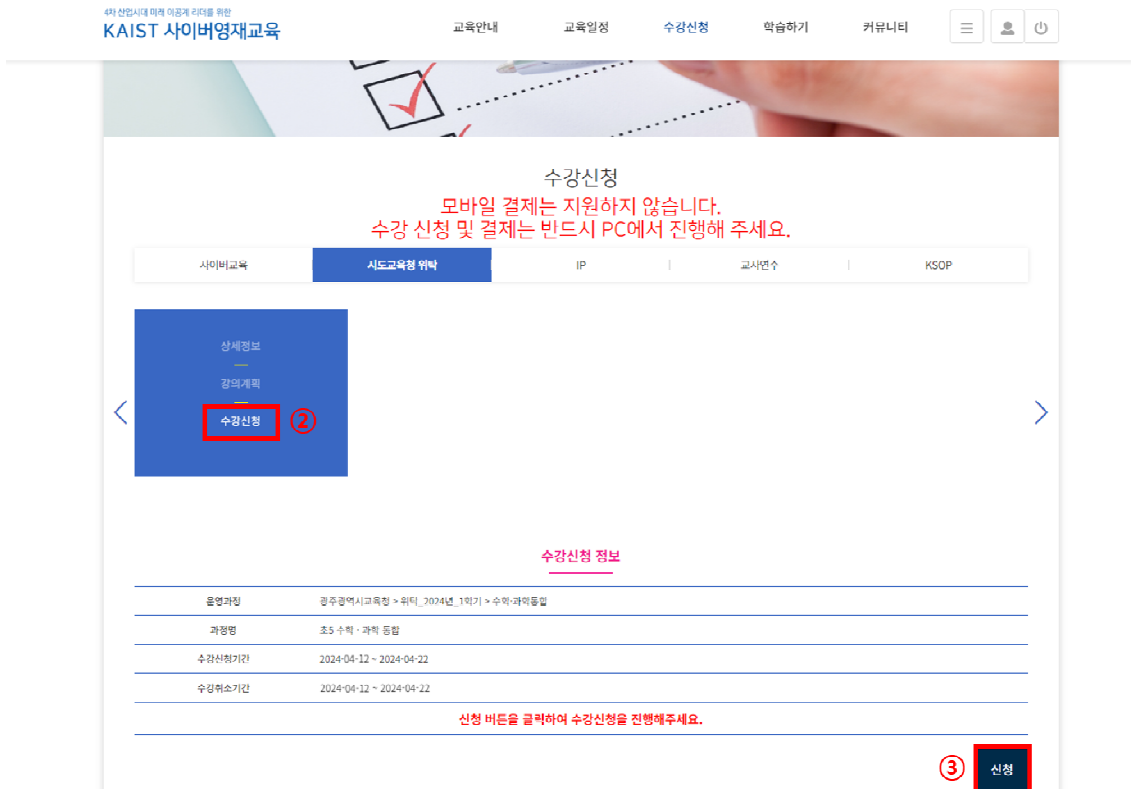 4차 산업시대 미래 이공계 리더를 위한
KAIST 사이버영재교육
교육안내 교육일정 수강신청 학습하기 커뮤니티
수강신청
모바일 결제는 지원하지 않습니다.
수강 신청 및 결제는 반드시 PC에서 진행해 주세요.
사이버교육 시도교육청 위탁 IP 교사연수 KSOP
상세정보
강의계획
수강신청 ②
수강신청 정보
운영과정 광주광역시교육청 > 위탁_2024년_1학기 > 수학·과학통합
과정명 초5 수학 · 과학 통합
수강신청기간 2024-04-12 ~ 2024-04-22
수강취소기간 2024-04-12 ~ 2024-04-22
신청 버튼을 클릭하여 수강신청을 진행해주세요.
③ 신청